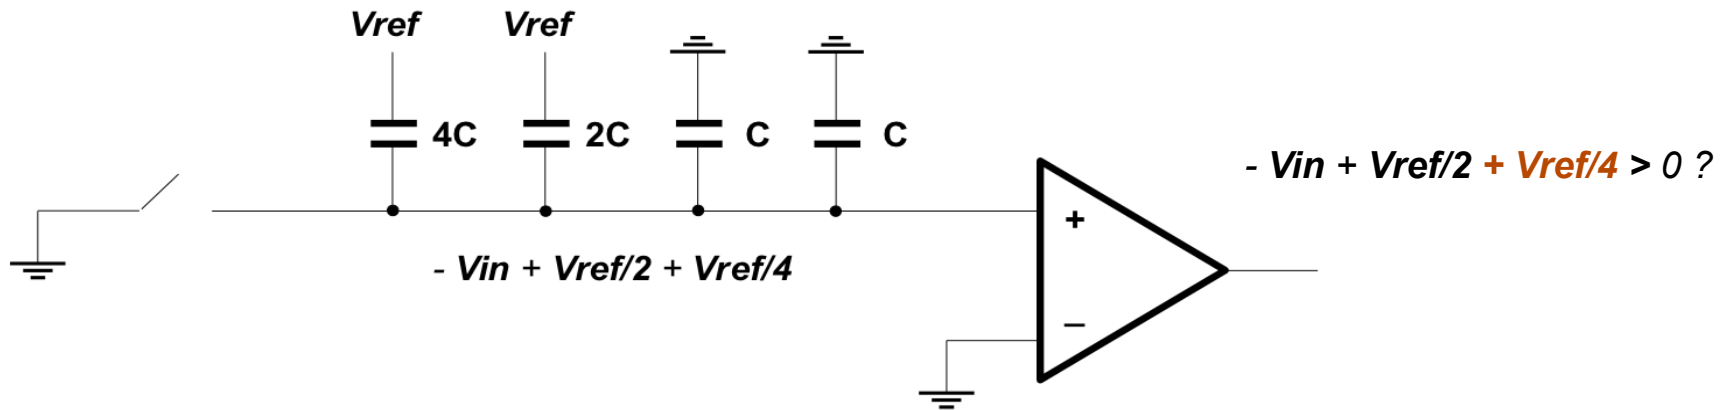 Vref Vref
4C 2C C C
- Vin + Vref/2 + Vref/4 > 0 ?
+
- Vin + Vref/2 + Vref/4
–